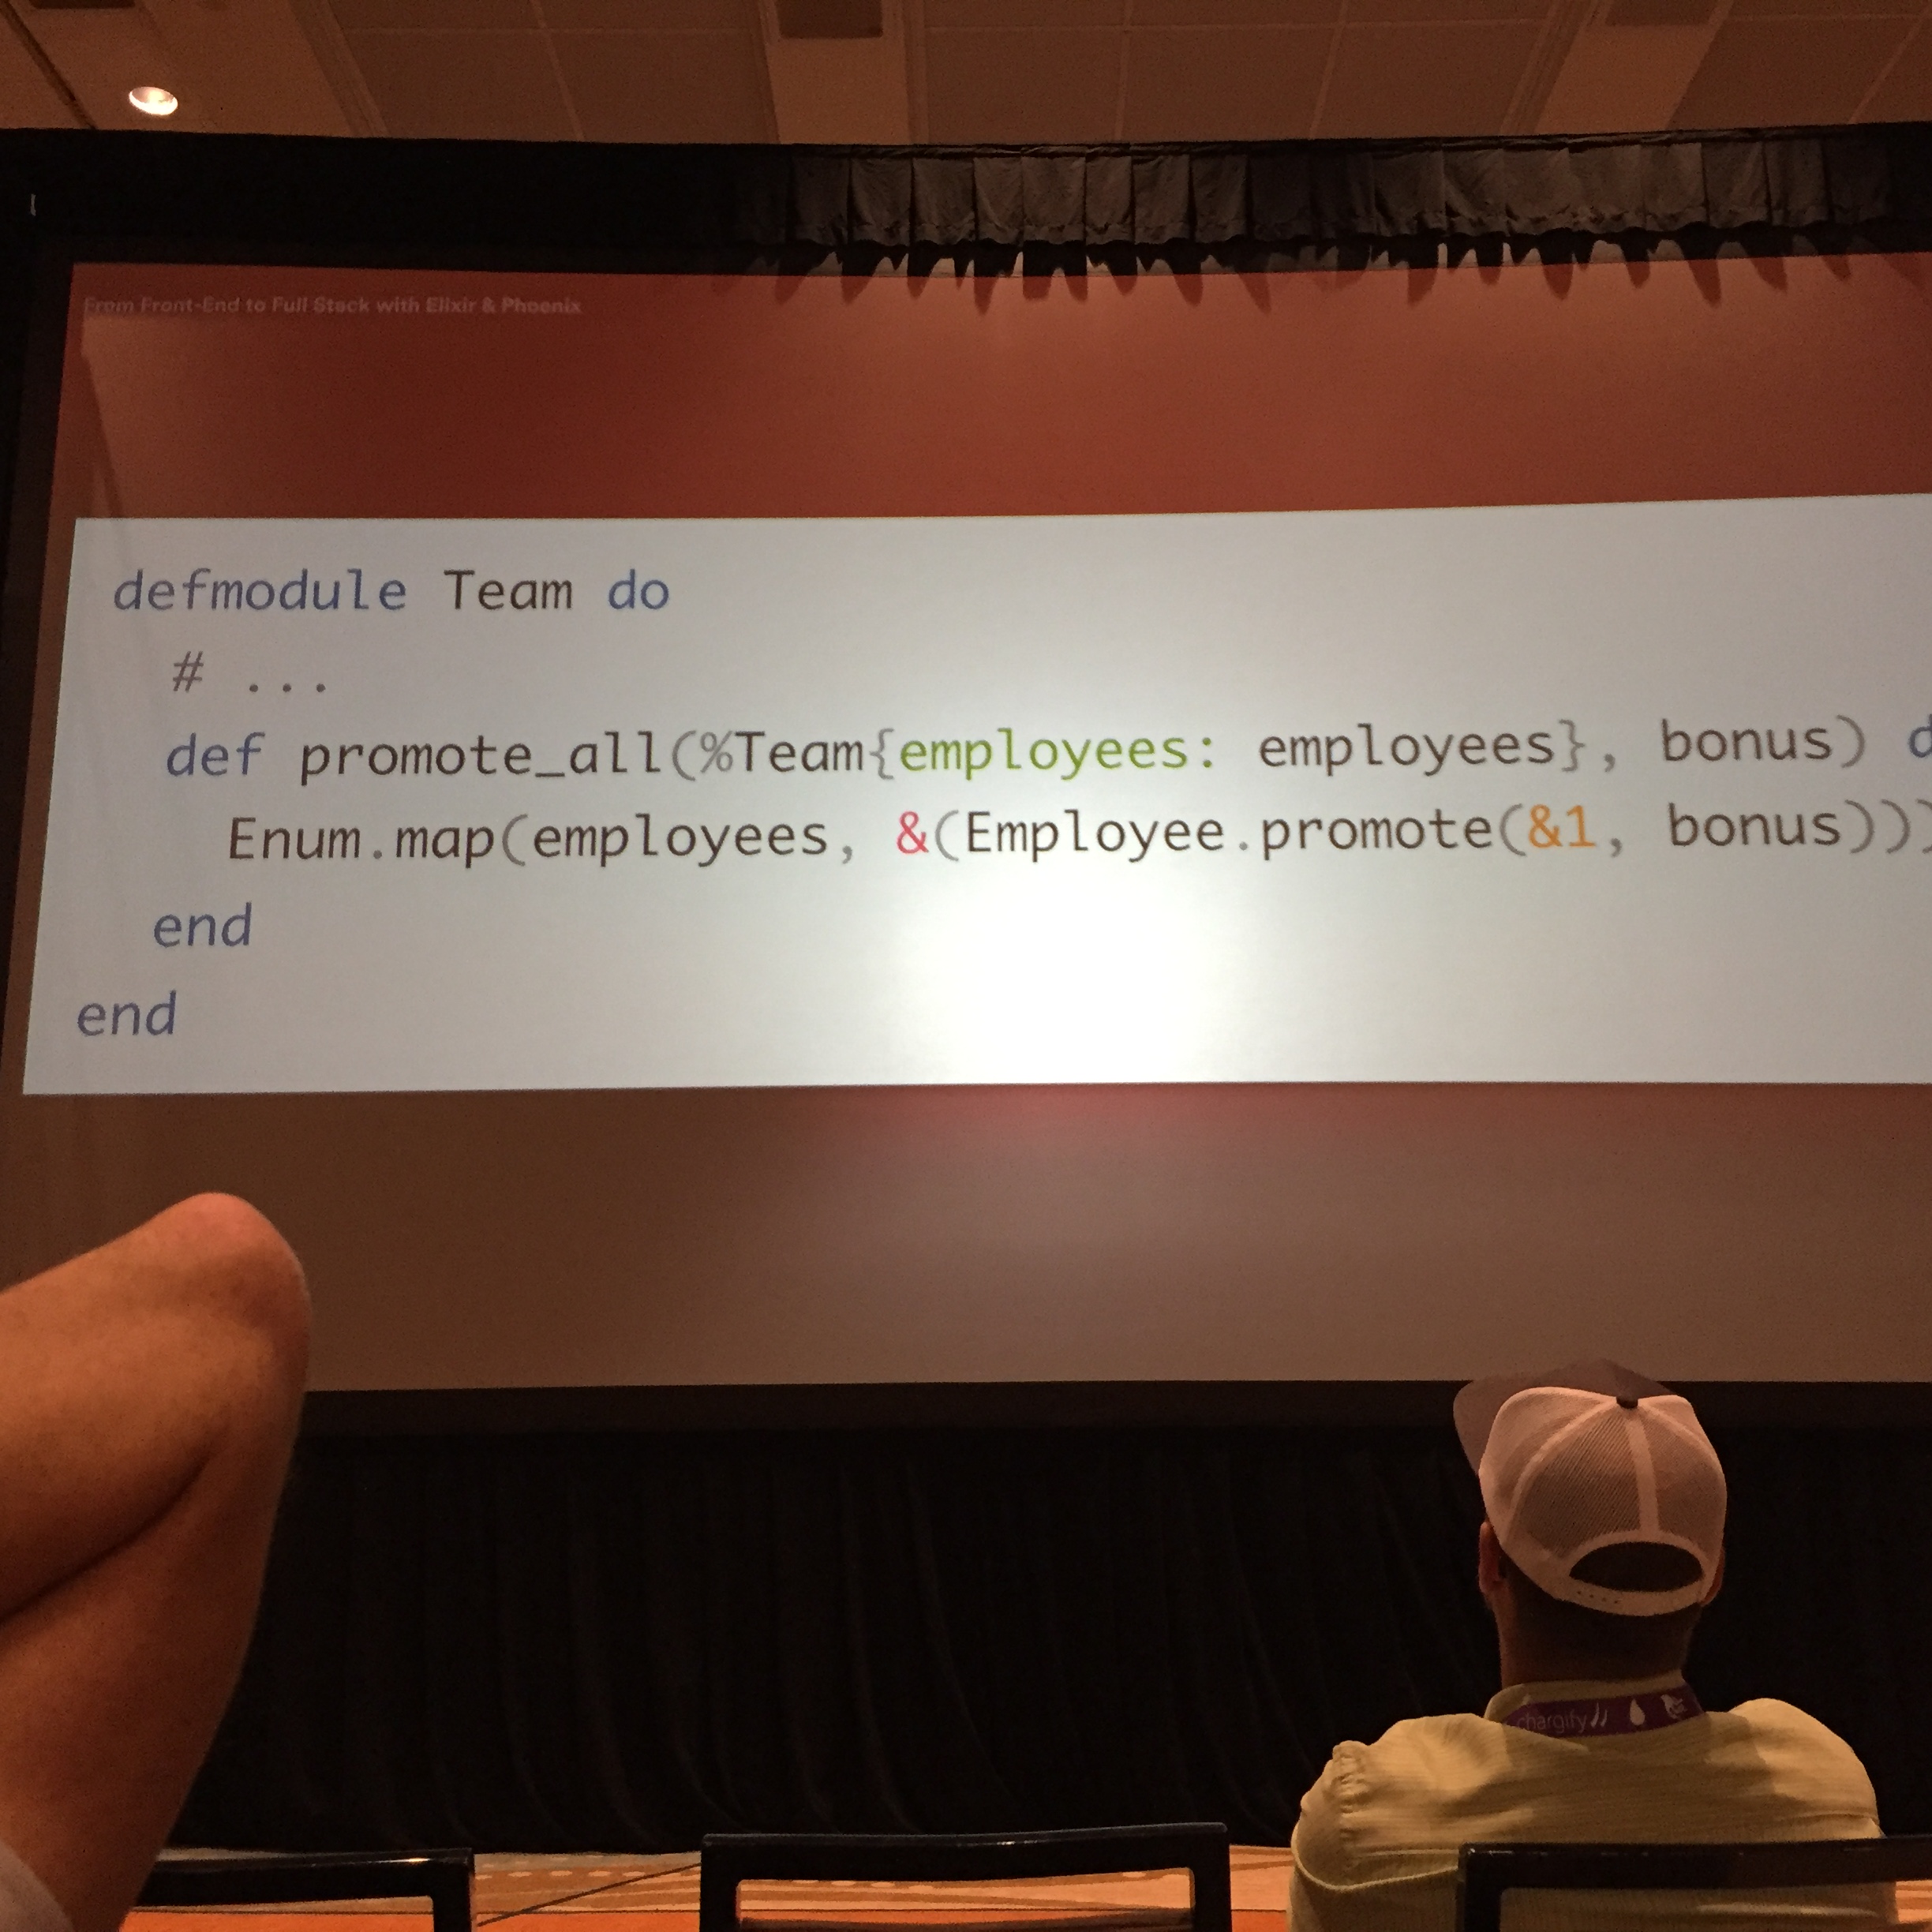 From Front-End to Full Stack with Elixir & Phoenix
defmodule Team do
# ...
def promote_all(%Team{employees: employees}, bonus) d
Enum.map(employees, &(Employee.promote(&1, bonus)))
end
end
chargify